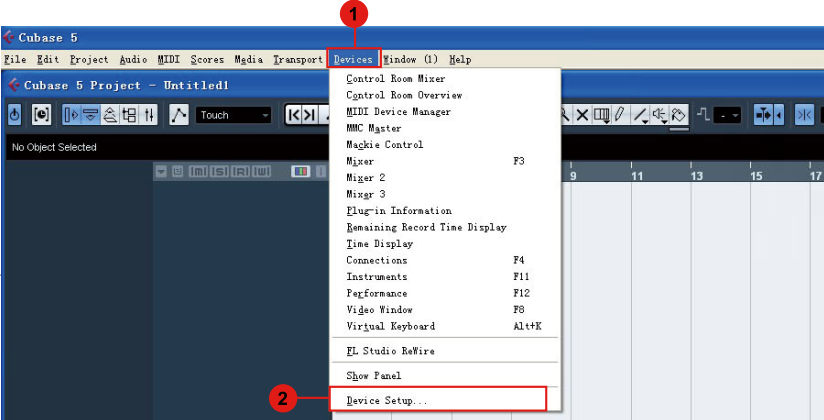 1
Cubase 5
File Edit Project Audio MIDI Scores Media Transport Devices Window (1) Help
Cubase 5 Project - Untitled1
Touch
No Object Selected
9 11 13 15 17
Control Room Mixer
Control Room Overview
MIDI Device Manager
MMC Master
Mackie Control
Mixer F3
Mixer 2
Mixer 3
Plug-in Information
Remaining Record Time Display
Time Display
Connections F4
Instruments F11
Performance F12
Video Window F8
Virtual Keyboard Alt+K
FL Studio ReWire
Show Panel
2
Device Setup...